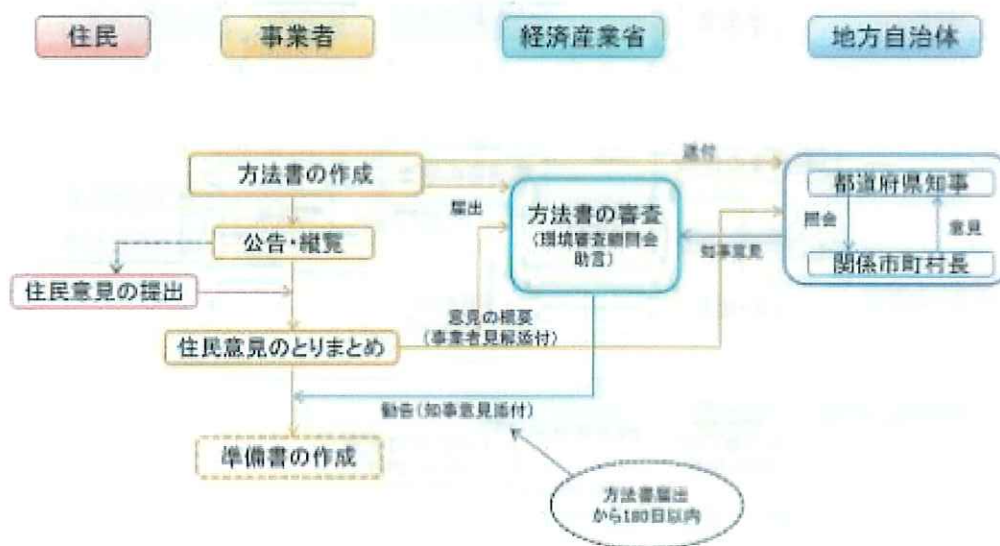 住民
事業者
経済産業省
地方自治体
方法書の作成
送付
届出
公告・縦覧
住民意見の提出
方法書の審査
(環境審査顧問会
助言)
知事意見
都道府県知事
照会
意見
関係市町村長
意見の概要
(事業者見解添付)
住民意見のとりまとめ
勧告(知事意見添付)
準備書の作成
方法書届出
から180日以内